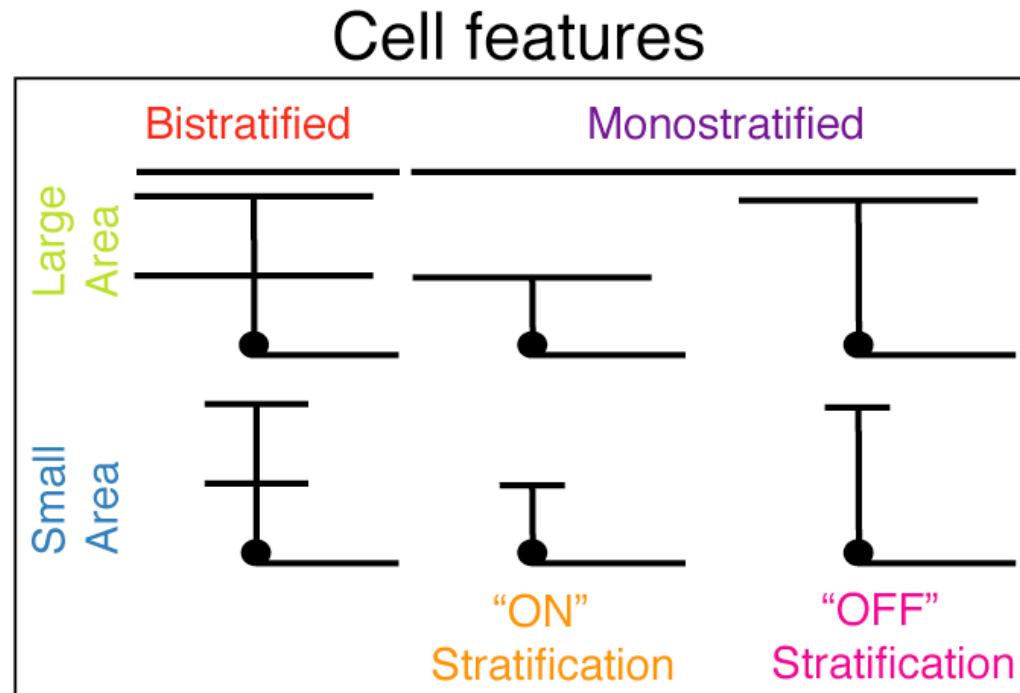 Cell features
Bistratified
Monostratified
Large
Area
Small
Area
“ON”
Stratification
“OFF”
Stratification